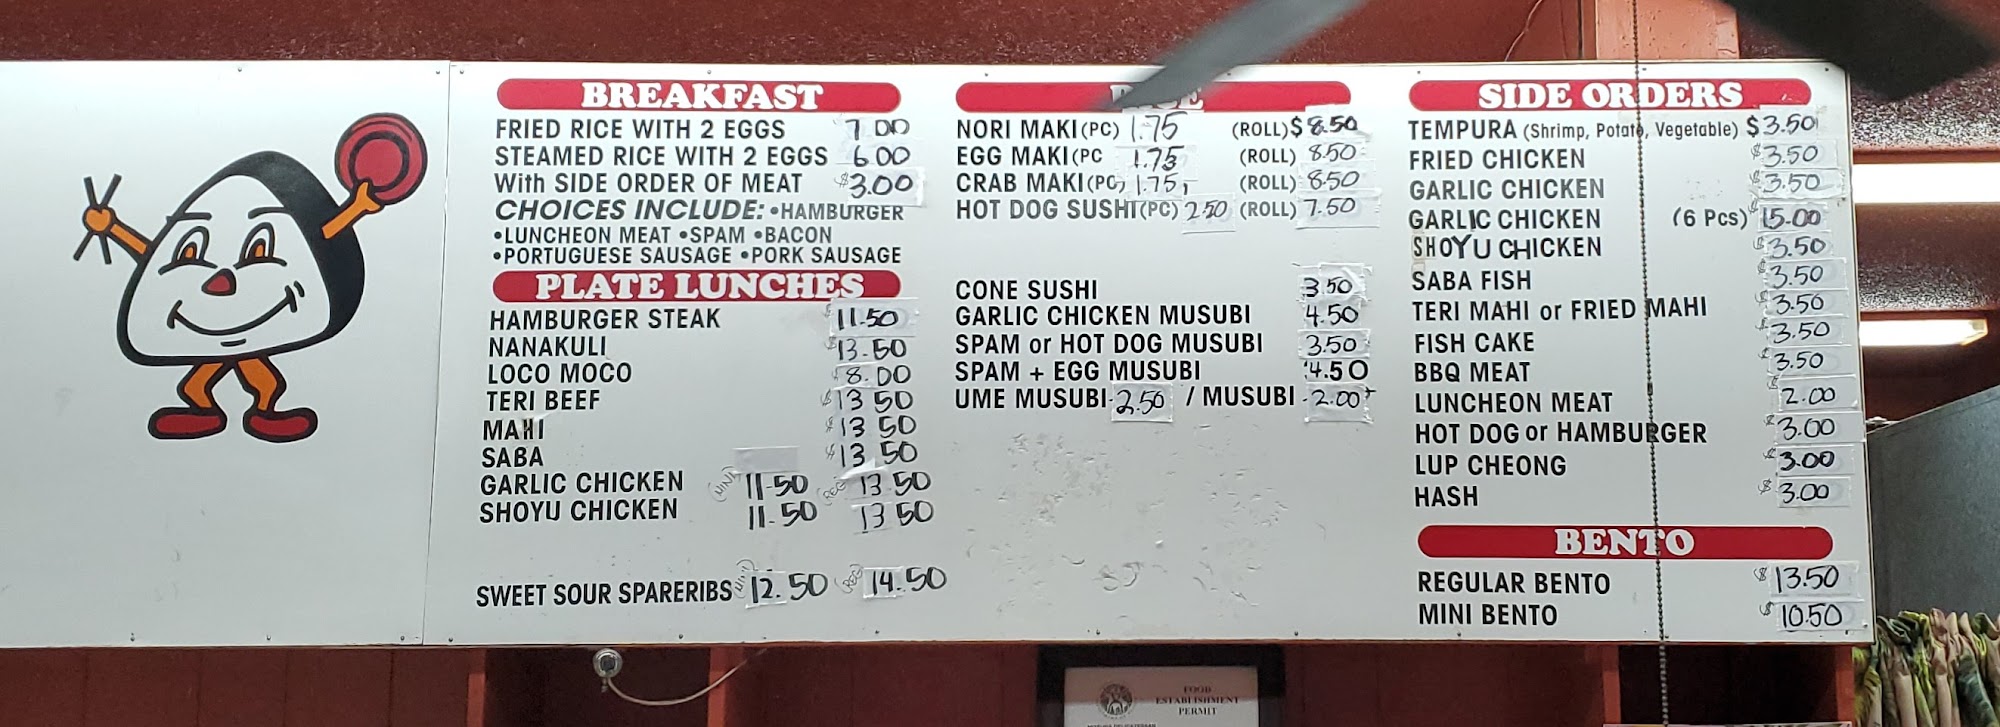 BREAKFAST
FRIED RICE WITH 2 EGGS 7 00
STEAMED RICE WITH 2 EGGS 6.00
With SIDE ORDER OF MEAT $3.00
CHOICES INCLUDE: •HAMBURGER
•LUNCHEON MEAT •SPAM •BACON
•PORTUGUESE SAUSAGE •PORK SAUSAGE
PLATE LUNCHES
HAMBURGER STEAK 11.50
NANAKULI $13.50
LOCO MOCO $8.00
TERI BEEF $13 50
MAHI $13 50
SABA $13 50
GARLIC CHICKEN (MINI) 11.50 (REG) 13 50
SHOYU CHICKEN 11.50 13 50
SWEET SOUR SPARERIBS (MINI) 12.50 (REG) 14.50
NORI MAKI (PC) 1.75 (ROLL) $8.50
EGG MAKI (PC 1.75 (ROLL) 8.50
CRAB MAKI (PC) 1.75 (ROLL) 8.50
HOT DOG SUSHI (PC) 2.50 (ROLL) 7.50
CONE SUSHI 3.50
GARLIC CHICKEN MUSUBI 4.50
SPAM or HOT DOG MUSUBI 3.50
SPAM + EGG MUSUBI 4.50
UME MUSUBI- 2.50 / MUSUBI - 2.00+
SIDE ORDERS
TEMPURA (Shrimp, Potato, Vegetable) $3.50
FRIED CHICKEN $3.50
GARLIC CHICKEN $3.50
GARLIC CHICKEN (6 Pcs) $15.00
SHOYU CHICKEN $3.50
SABA FISH $3.50
TERI MAHI or FRIED MAHI $3.50
FISH CAKE $3.50
BBQ MEAT $3.50
LUNCHEON MEAT $2.00
HOT DOG or HAMBURGER $3.00
LUP CHEONG $3.00
HASH $3.00
BENTO
REGULAR BENTO $13.50
MINI BENTO $10.50
FOOD
ESTABLISHMENT
PERMIT